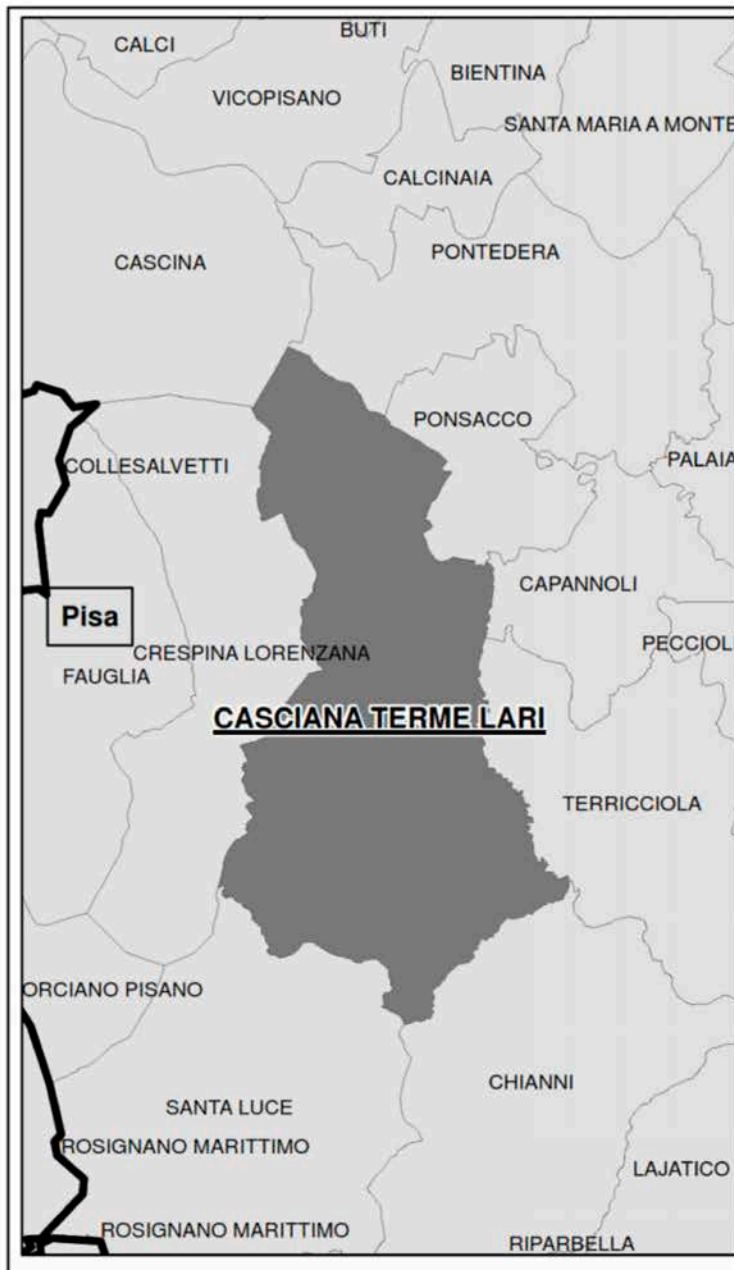 BUTI
CALCI
BIENTINA
VICOPISANO
SANTA MARIA A MONTE
CALCINAIA
PONTEDERA
CASCINA
PONSACCO
PALAIA
COLLESALVETTI
CAPANNOLI
Pisa
PECCIOLI
CRESPINA LORENZANA
FAUGLIA
CASCIANA TERME LARI
TERRICCIOLA
ORCIANO PISANO
CHIANNI
SANTA LUCE
ROSIGNANO MARITTIMO
LAJATICO
ROSIGNANO MARITTIMO
RIPARBELLA